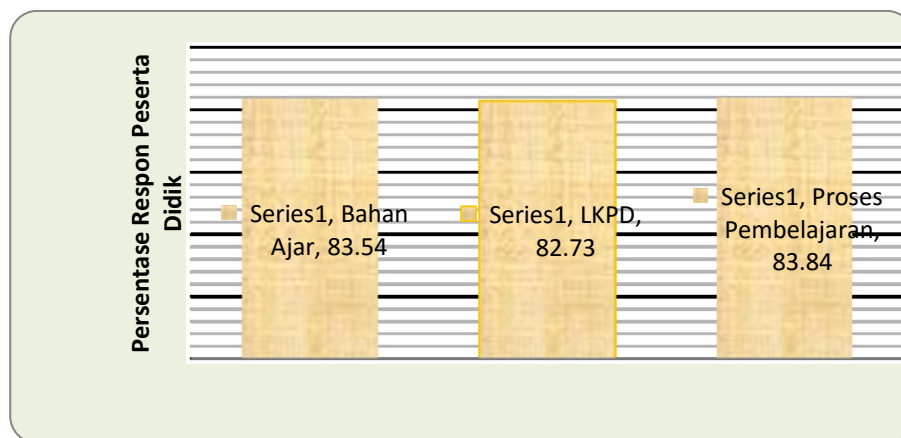 Persentase Respon Peserta
Didik
Series1, Bahan
Ajar, 83.54
Series1, LKPD,
82.73
Series1, Proses
Pembelajaran,
83.84